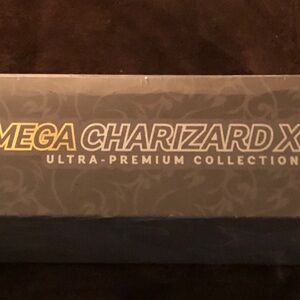 MEGA CHARIZARD X
ULTRA-PREMIUM COLLECTION